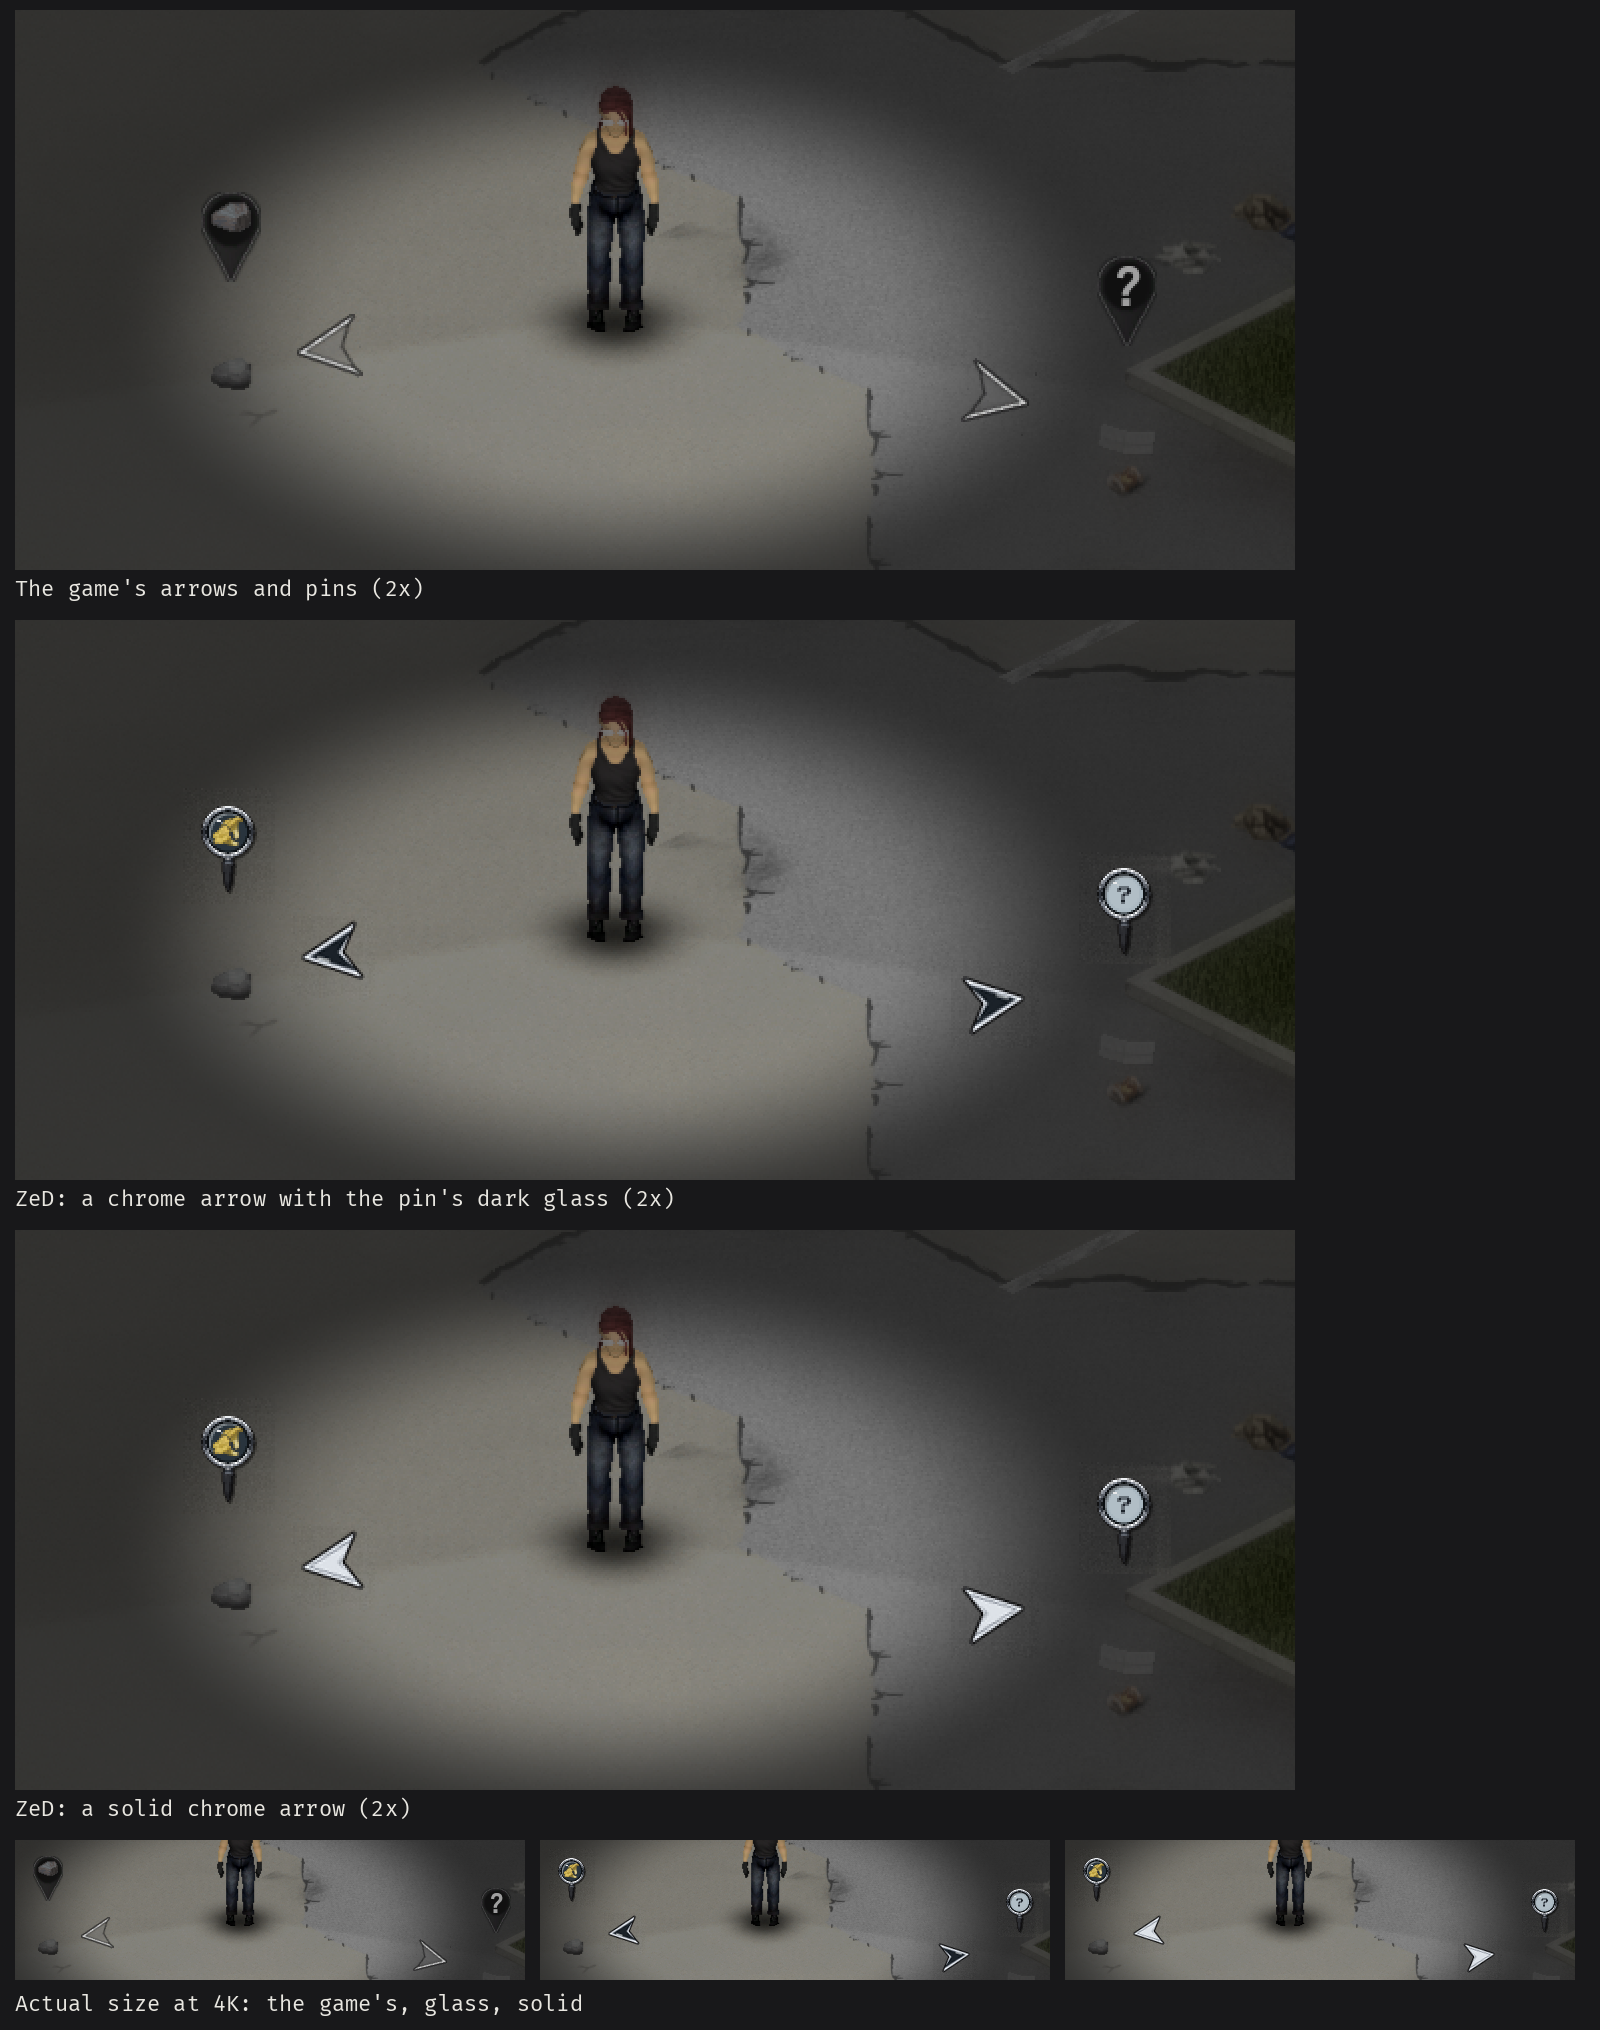 ?
The game's arrows and pins (2x)
?
ZeD: a chrome arrow with the pin's dark glass (2x)
?
ZeD: a solid chrome arrow (2x)
? ? ?
Actual size at 4K: the game's, glass, solid